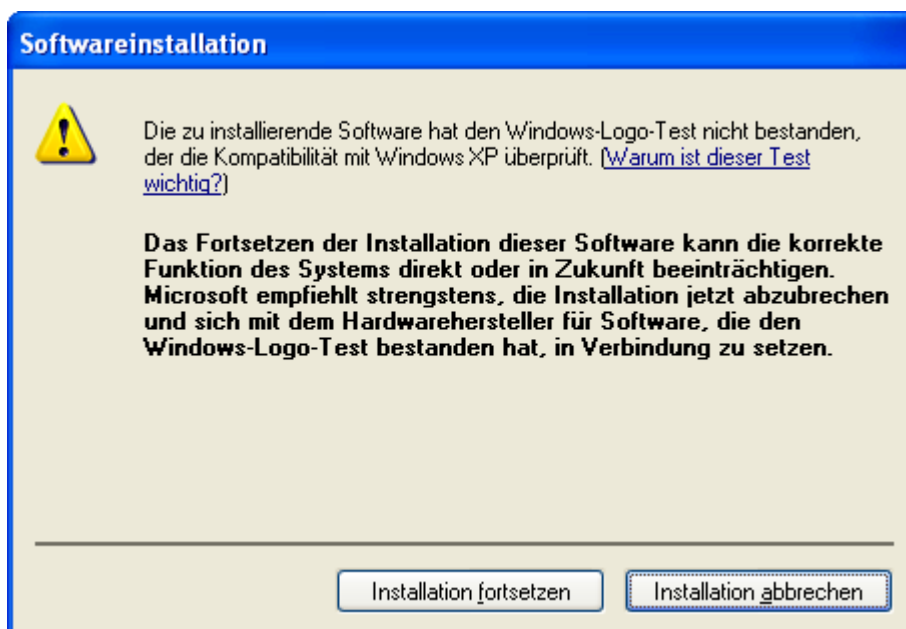 Softwareinstallation
Die zu installierende Software hat den Windows-Logo-Test nicht bestanden,
der die Kompatibilität mit Windows XP überprüft. (Warum ist dieser Test
wichtig?)
Das Fortsetzen der Installation dieser Software kann die korrekte
Funktion des Systems direkt oder in Zukunft beeinträchtigen.
Microsoft empfiehlt strengstens, die Installation jetzt abzubrechen
und sich mit dem Hardwarehersteller für Software, die den
Windows-Logo-Test bestanden hat, in Verbindung zu setzen.
Installation fortsetzen Installation abbrechen